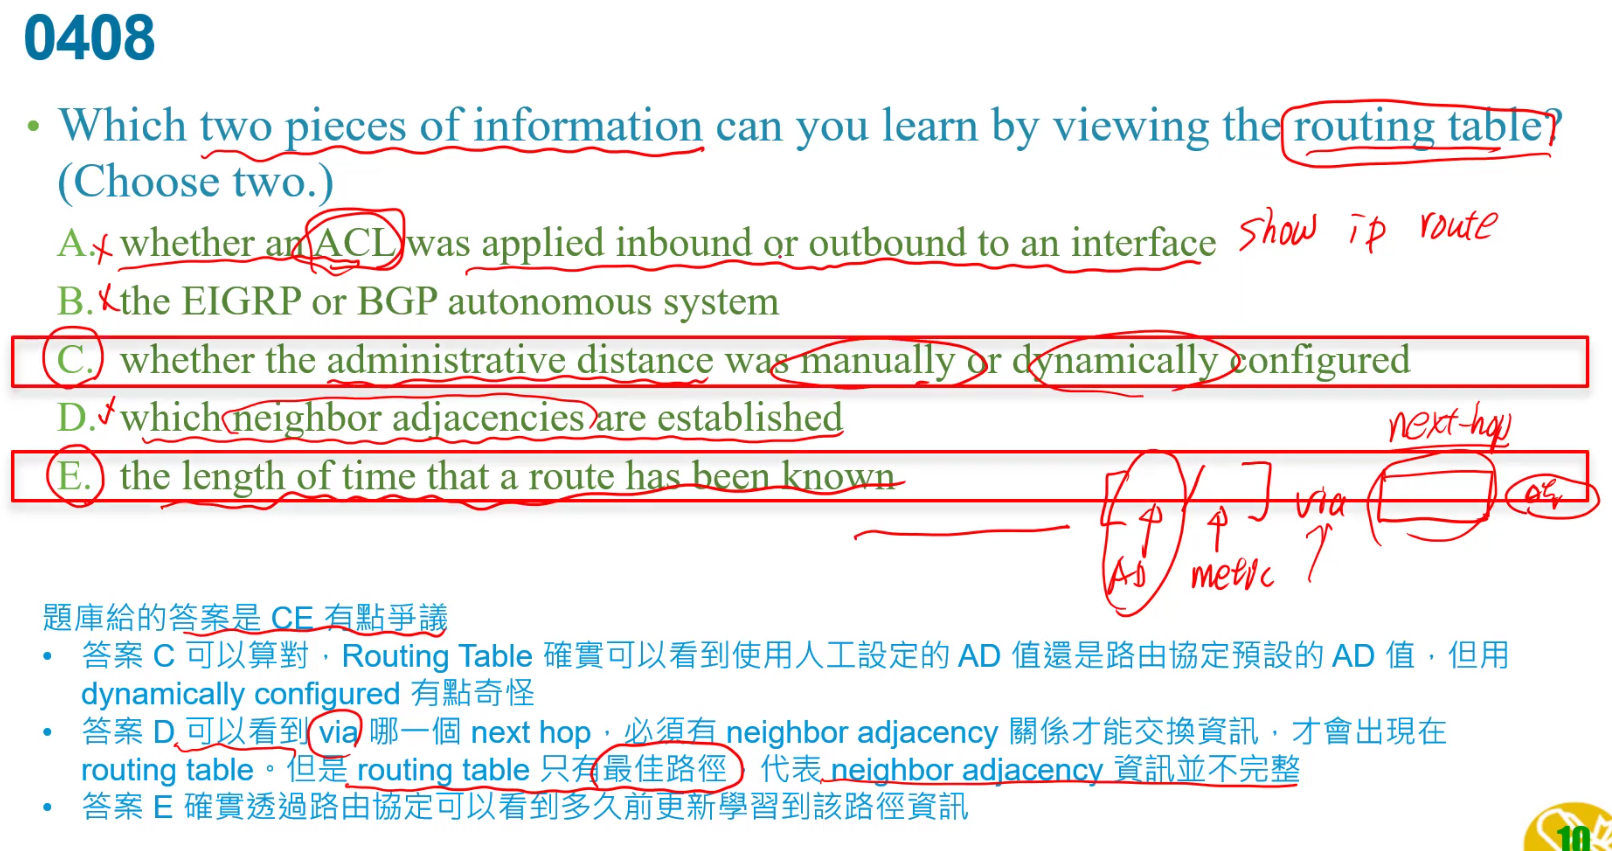 0408
• Which two pieces of information can you learn by viewing the routing table?
(Choose two.)
A. whether an ACL was applied inbound or outbound to an interface
show ip route
B. the EIGRP or BGP autonomous system
C. whether the administrative distance was manually or dynamically configured
D. which neighbor adjacencies are established
next-hop
E. the length of time that a route has been known
[ / ] via
AD metric
題庫給的答案是 CE 有點爭議
• 答案 C 可以算對，Routing Table 確實可以看到使用人工設定的 AD 值還是路由協定預設的 AD 值，但用
dynamically configured 有點奇怪
• 答案 D 可以看到 via 哪一個 next hop，必須有 neighbor adjacency 關係才能交換資訊，才會出現在
routing table。但是 routing table 只有最佳路徑，代表 neighbor adjacency 資訊並不完整
• 答案 E 確實透過路由協定可以看到多久前更新學習到該路徑資訊
10